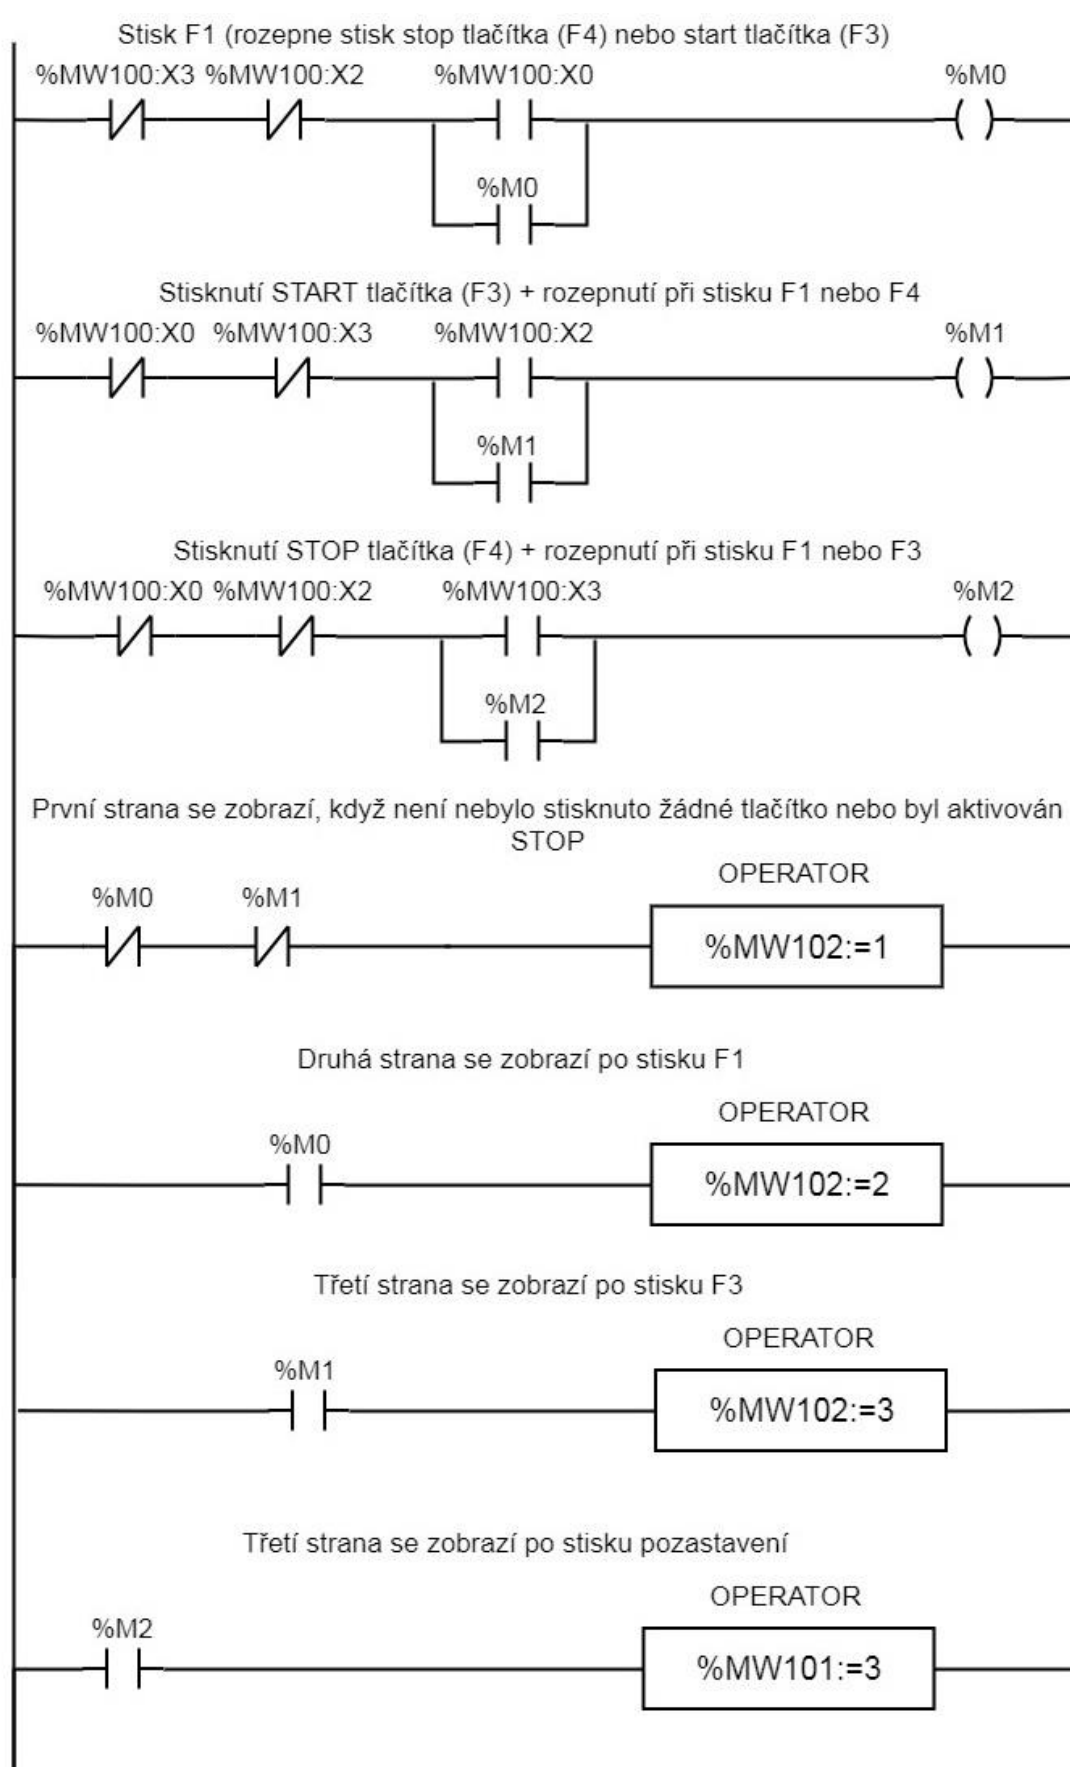 Stisk F1 (rozepne stisk stop tlačítka (F4) nebo start tlačítka (F3)
%MW100:X3 %MW100:X2 %MW100:X0 %M0
%M0
Stisknutí START tlačítka (F3) + rozepnutí při stisku F1 nebo F4
%MW100:X0 %MW100:X3 %MW100:X2 %M1
%M1
Stisknutí STOP tlačítka (F4) + rozepnutí při stisku F1 nebo F3
%MW100:X0 %MW100:X2 %MW100:X3 %M2
%M2
První strana se zobrazí, když není nebylo stisknuto žádné tlačítko nebo byl aktivován
STOP
OPERATOR
%M0 %M1
%MW102:=1
Druhá strana se zobrazí po stisku F1
OPERATOR
%M0
%MW102:=2
Třetí strana se zobrazí po stisku F3
OPERATOR
%M1
%MW102:=3
Třetí strana se zobrazí po stisku pozastavení
OPERATOR
%M2
%MW101:=3